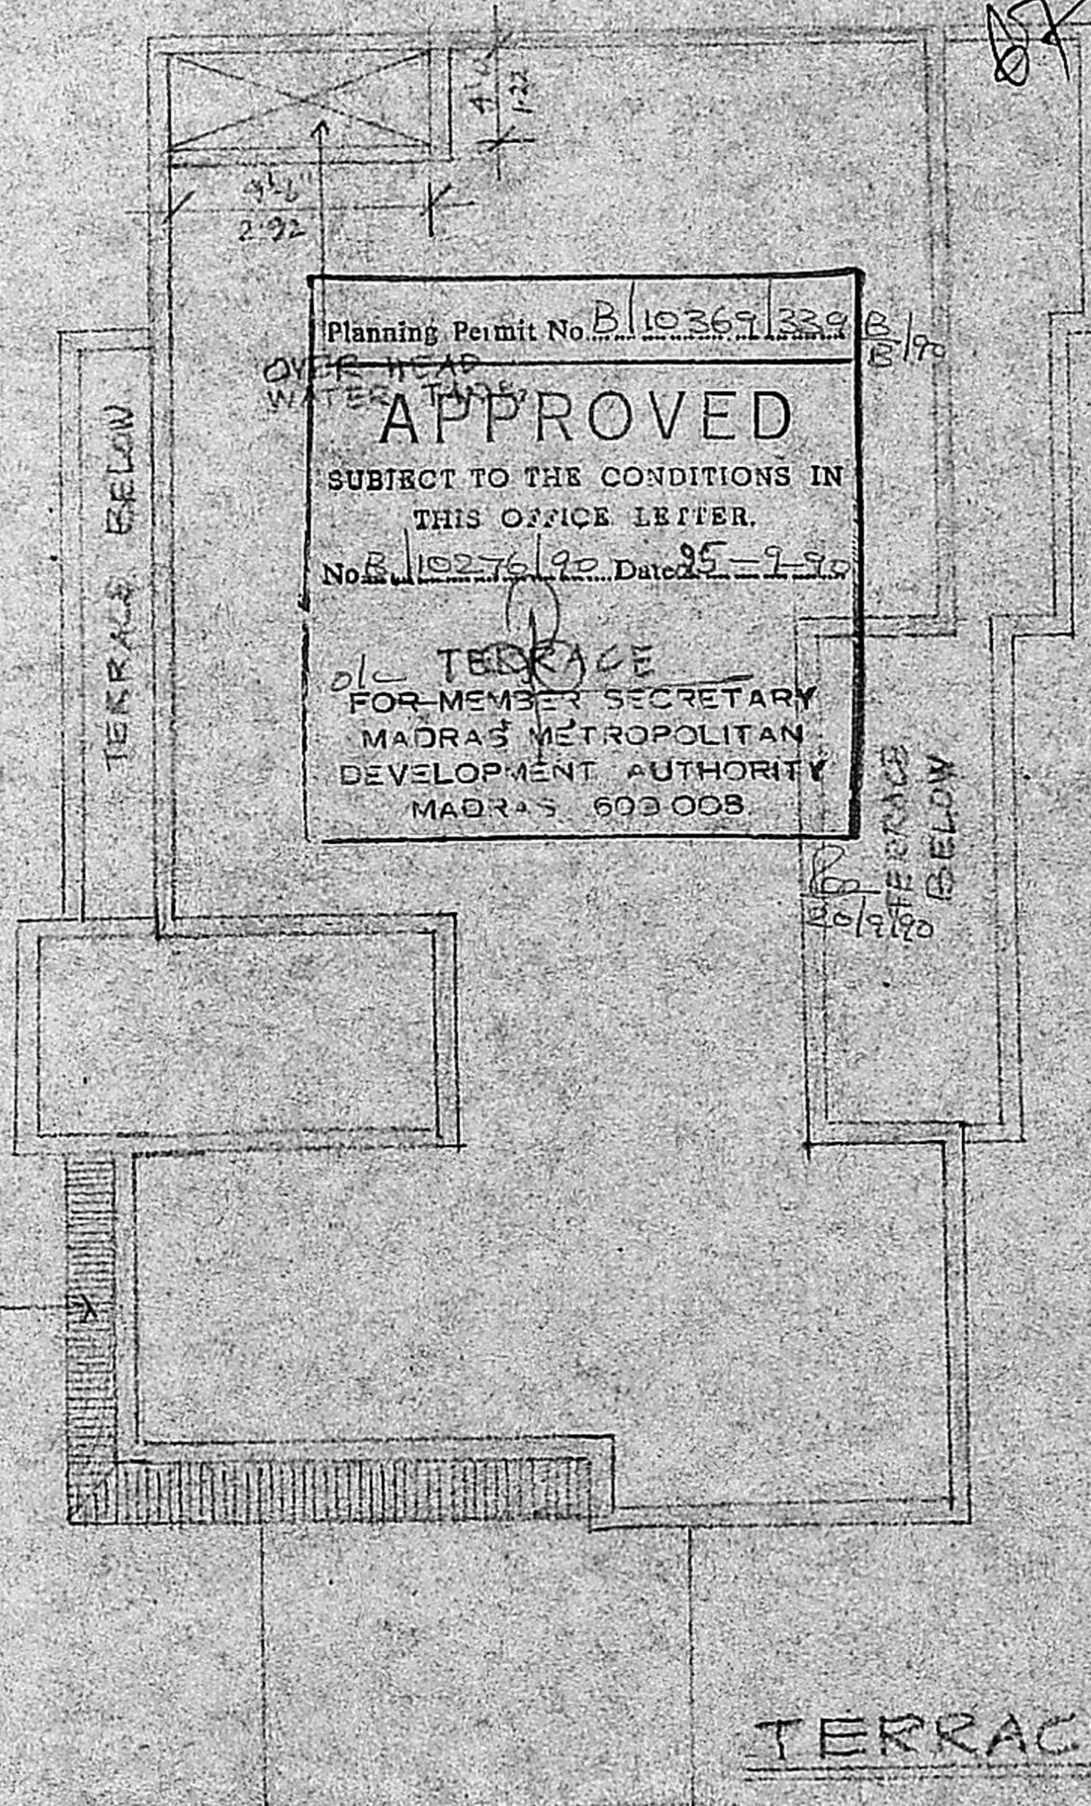 4'
1.22
9'6"
2.92
Planning Permit No B/10369/339 B/B/90
OVER HEAD
WATER TANK
APPROVED
SUBJECT TO THE CONDITIONS IN
THIS OFFICE LETTER.
No B/10276/90 Date 25-9-90
TERRACE
FOR MEMBER SECRETARY
MADRAS METROPOLITAN
DEVELOPMENT AUTHORITY
MADRAS 600 008.
20/9/90
TERRACE BELOW
TERRACE
BELOW
TERRAC